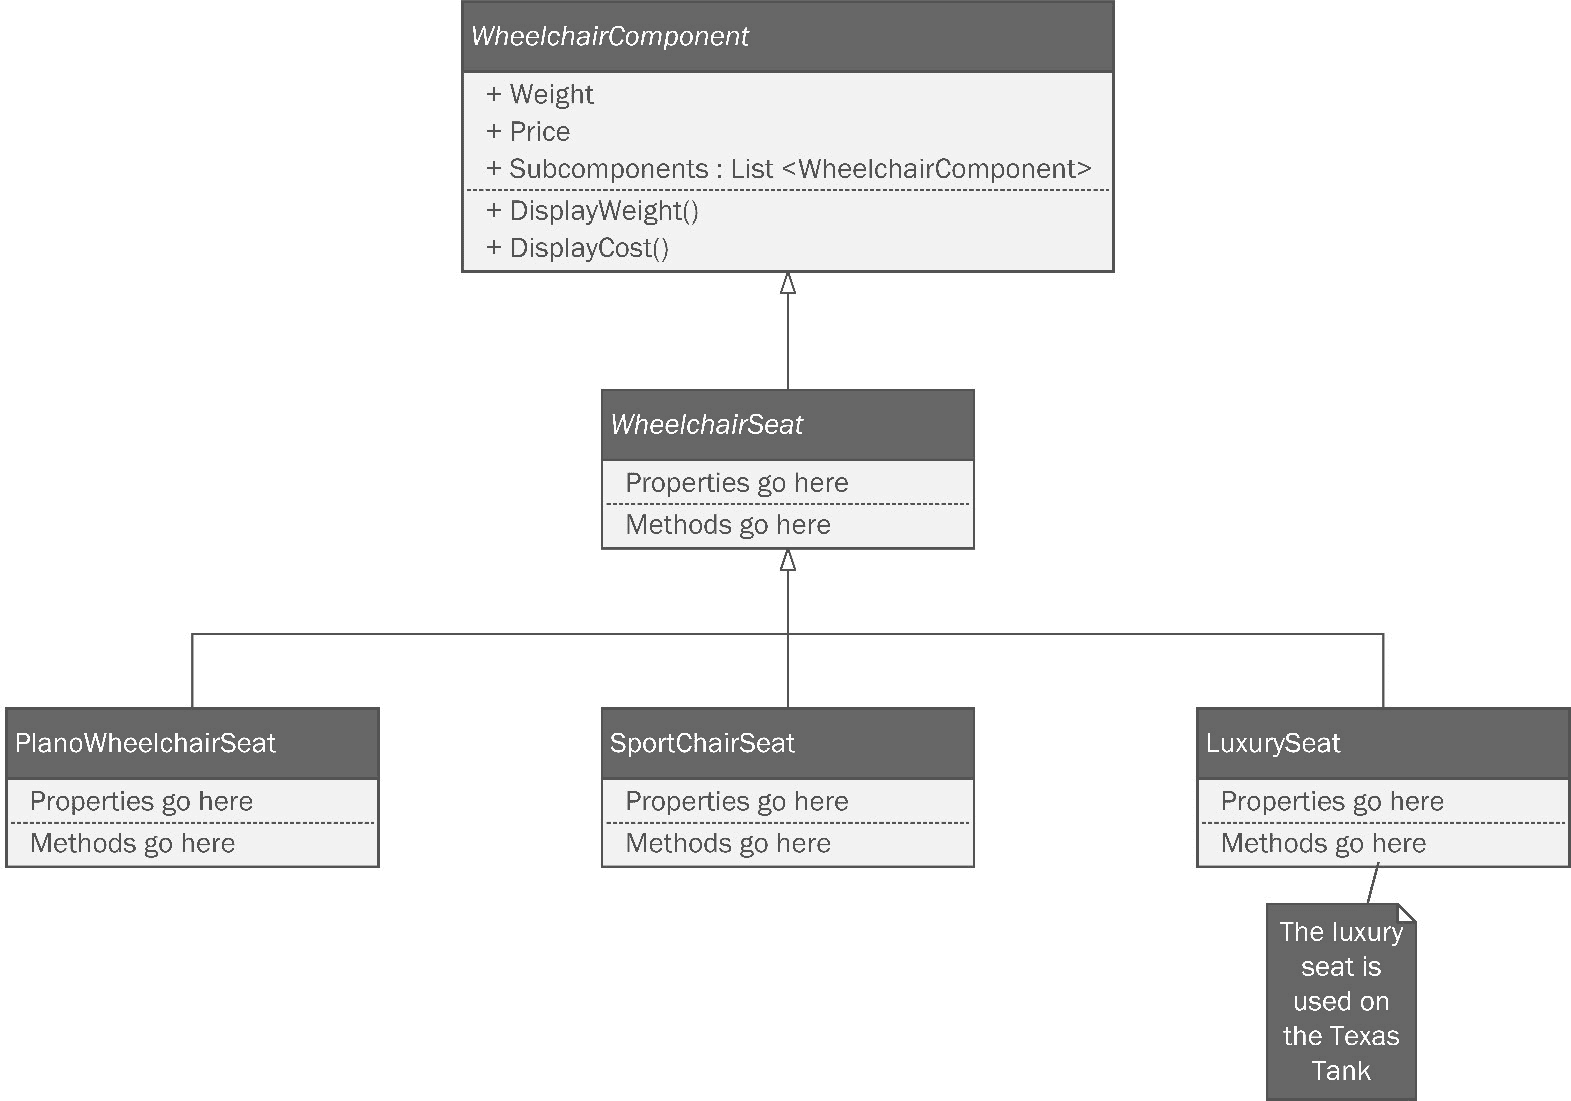 WheelchairComponent
+ Weight
+ Price
+ Subcomponents : List <WheelchairComponent>
+ DisplayWeight()
+ DisplayCost()
WheelchairSeat
Properties go here
Methods go here
PlanoWheelchairSeat
Properties go here
Methods go here
SportChairSeat
Properties go here
Methods go here
LuxurySeat
Properties go here
Methods go here
The luxury
seat is
used on
the Texas
Tank